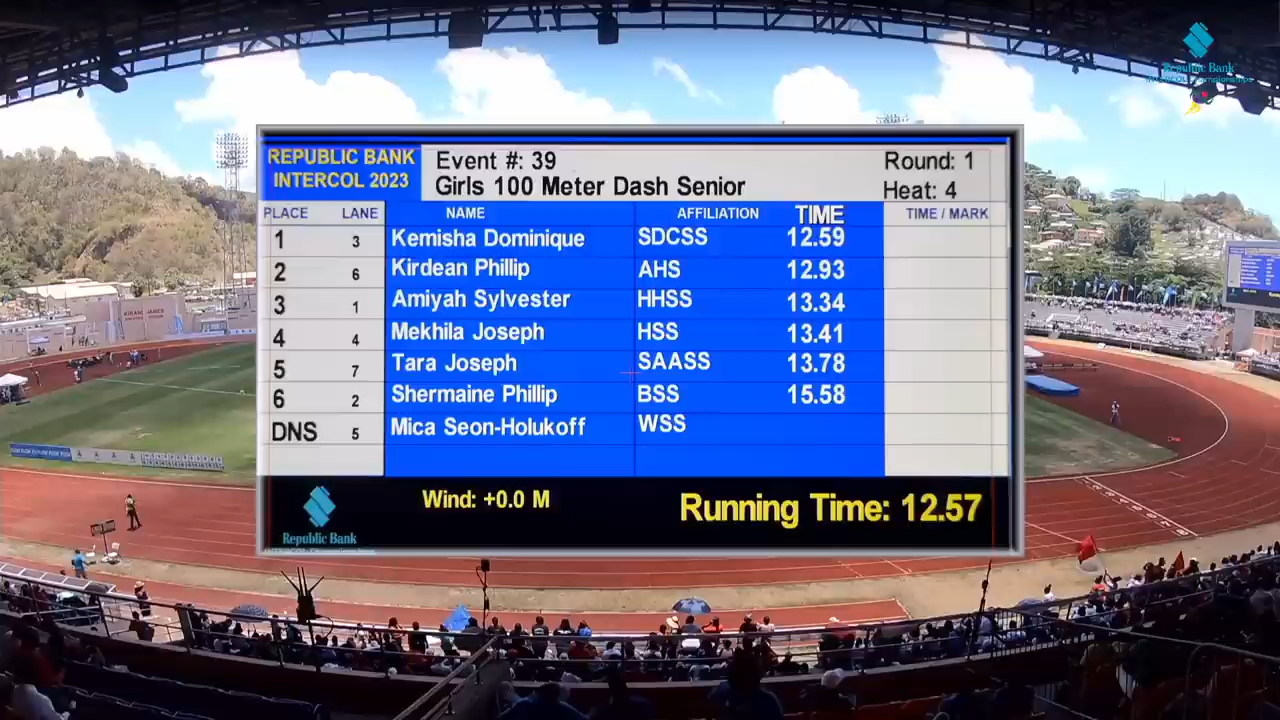 Republic Bank
REPUBLIC BANK
INTERCOL 2023
Event #: 39
Girls 100 Meter Dash Senior
Round: 1
Heat: 4
PLACE LANE NAME AFFILIATION TIME TIME / MARK
1 3 Kemisha Dominique SDCSS 12.59
2 6 Kirdean Phillip AHS 12.93
3 1 Amiyah Sylvester HHSS 13.34
4 4 Mekhila Joseph HSS 13.41
5 7 Tara Joseph SAASS 13.78
6 2 Shermaine Phillip BSS 15.58
DNS 5 Mica Seon-Holukoff WSS
Wind: +0.0 M
Running Time: 12.57
Republic Bank
KIRANI JAMES